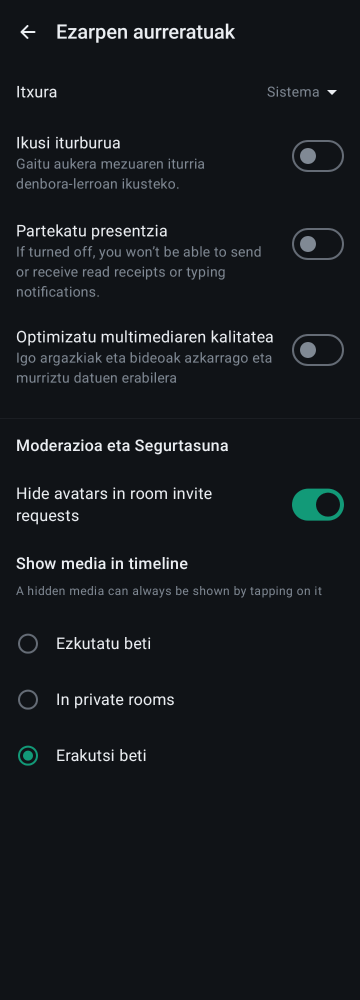 Ezarpen aurreratuak
Itxura
Sistema
Ikusi iturburua
Gaitu aukera mezuaren iturria
denbora-lerroan ikusteko.
Partekatu presentzia
If turned off, you won’t be able to send
or receive read receipts or typing
notifications.
Optimizatu multimediaren kalitatea
Igo argazkiak eta bideoak azkarrago eta
murriztu datuen erabilera
Moderazioa eta Segurtasuna
Hide avatars in room invite
requests
Show media in timeline
A hidden media can always be shown by tapping on it
Ezkutatu beti
In private rooms
Erakutsi beti